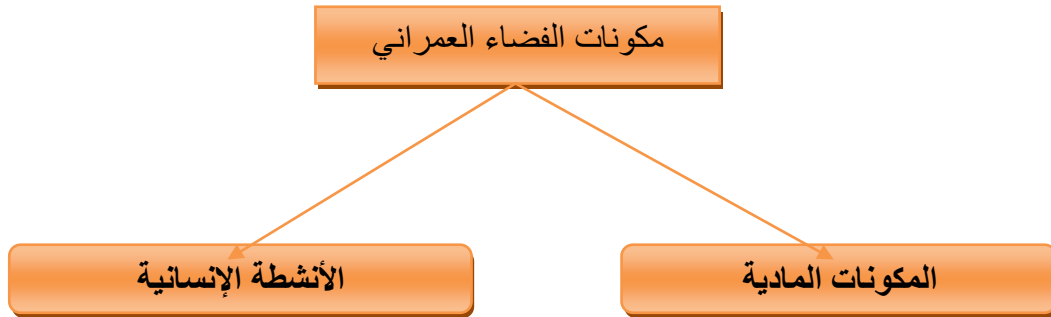 مكونات الفضاء العمراني
المكونات المادية
الأنشطة الإنسانية